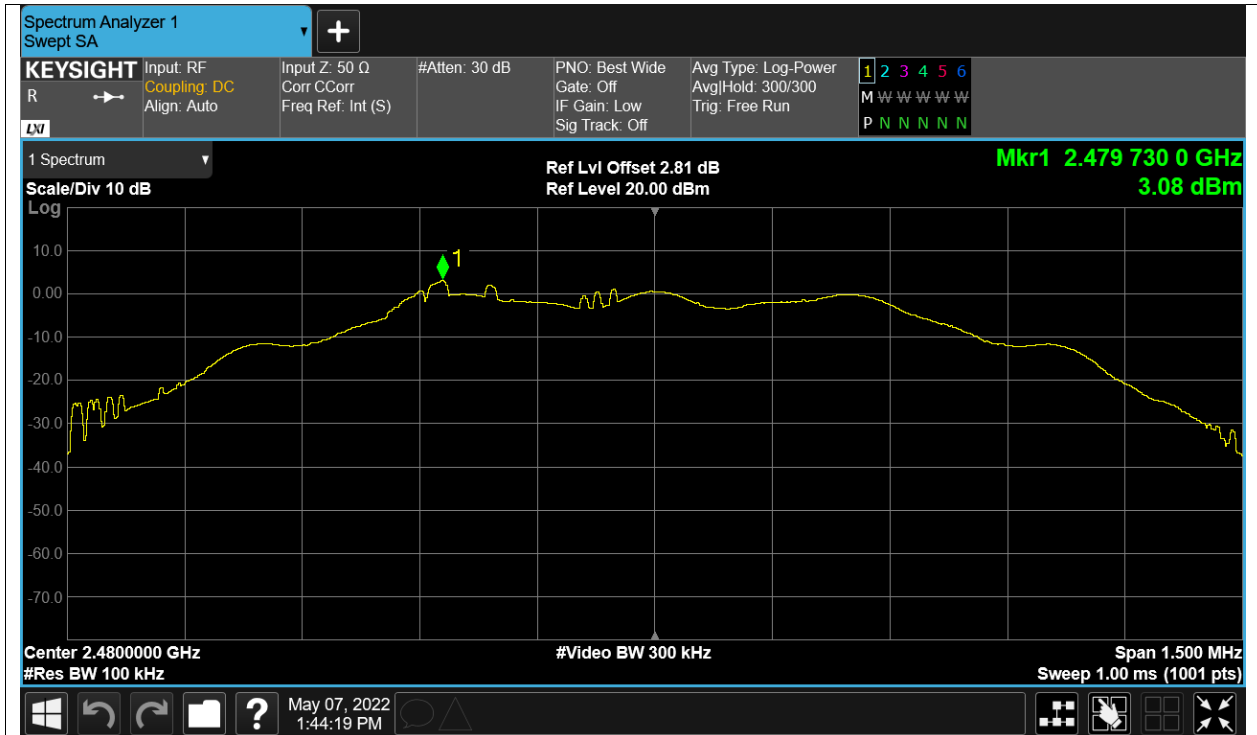 Spectrum Analyzer 1
Swept SA
▼
+
KEYSIGHT
R
LXI
Input: RF
Coupling: DC
Align: Auto
Input Z: 50 Ω
Corr CCorr
Freq Ref: Int (S)
#Atten: 30 dB
PNO: Best Wide
Gate: Off
IF Gain: Low
Sig Track: Off
Avg Type: Log-Power
Avg|Hold: 300/300
Trig: Free Run
1 2 3 4 5 6
M W W W W W
P N N N N N
1 Spectrum ▼
Scale/Div 10 dB
Log
Ref Lvl Offset 2.81 dB
Ref Level 20.00 dBm
Mkr1 2.479 730 0 GHz
3.08 dBm
1
10.0
0.00
-10.0
-20.0
-30.0
-40.0
-50.0
-60.0
-70.0
Center 2.4800000 GHz
#Res BW 100 kHz
#Video BW 300 kHz
Span 1.500 MHz
Sweep 1.00 ms (1001 pts)
?
May 07, 2022
1:44:19 PM